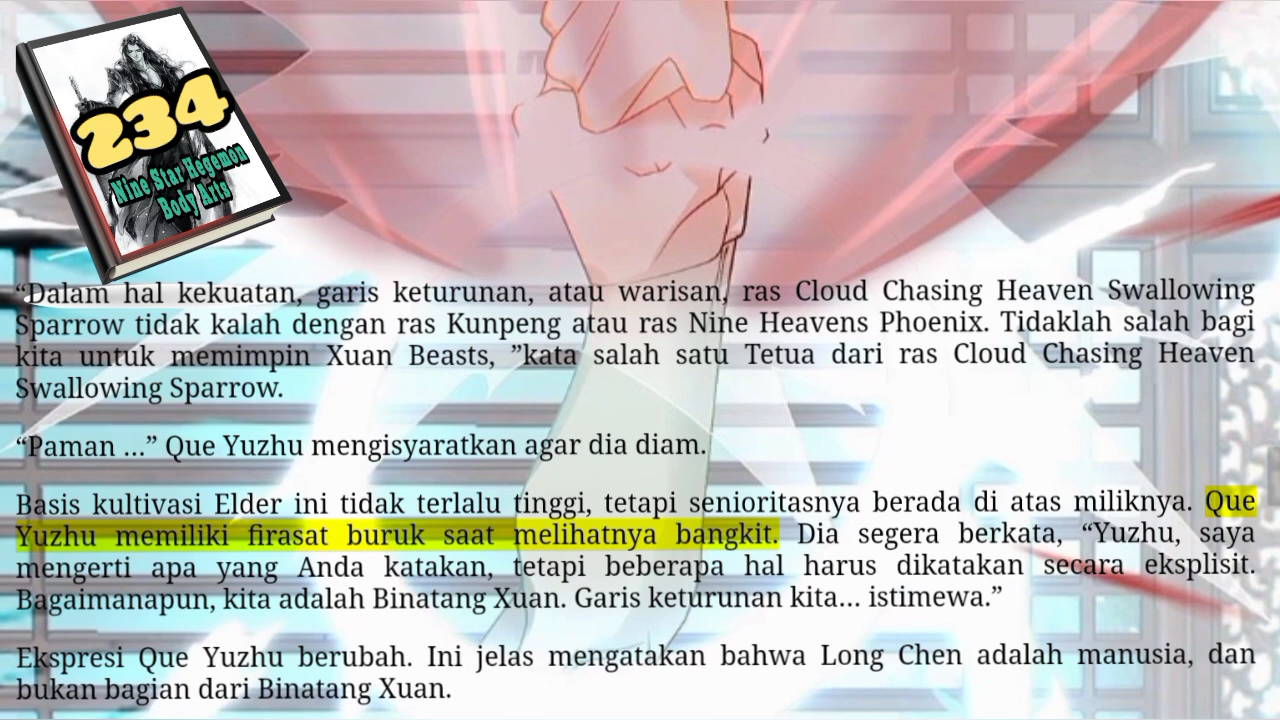 234
Nine Star Hegemon
Body Arts
“Dalam hal kekuatan, garis keturunan, atau warisan, ras Cloud Chasing Heaven Swallowing
Sparrow tidak kalah dengan ras Kunpeng atau ras Nine Heavens Phoenix. Tidaklah salah bagi
kita untuk memimpin Xuan Beasts, ”kata salah satu Tetua dari ras Cloud Chasing Heaven
Swallowing Sparrow.
“Paman …” Que Yuzhu mengisyaratkan agar dia diam.
Basis kultivasi Elder ini tidak terlalu tinggi, tetapi senioritasnya berada di atas miliknya. Que
Yuzhu memiliki firasat buruk saat melihatnya bangkit. Dia segera berkata, “Yuzhu, saya
mengerti apa yang Anda katakan, tetapi beberapa hal harus dikatakan secara eksplisit.
Bagaimanapun, kita adalah Binatang Xuan. Garis keturunan kita… istimewa.”
Ekspresi Que Yuzhu berubah. Ini jelas mengatakan bahwa Long Chen adalah manusia, dan
bukan bagian dari Binatang Xuan.